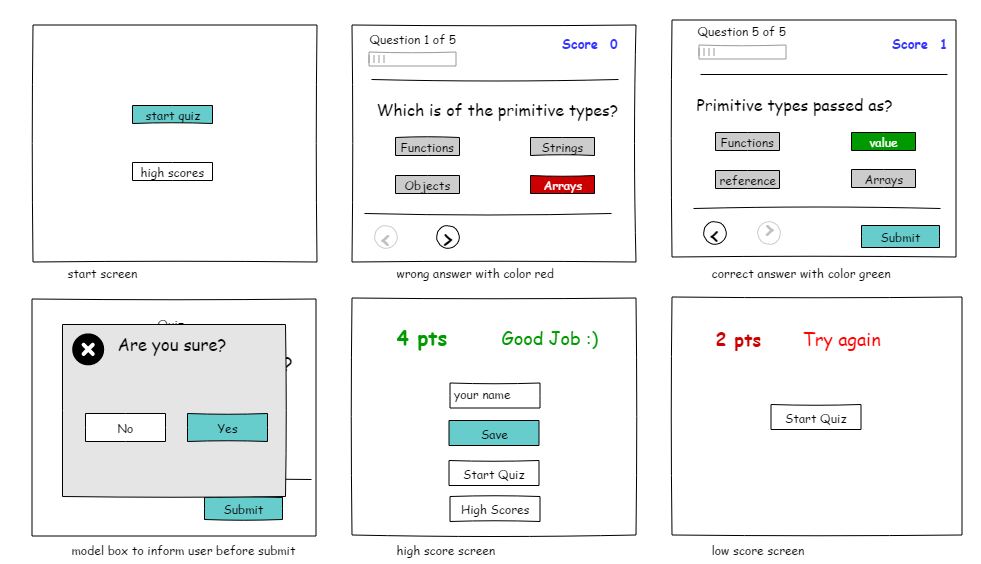 start quiz
high scores
start screen
Question 1 of 5
Score 0
Which is of the primitive types?
Functions
Strings
Objects
Arrays
wrong answer with color red
Question 5 of 5
Score 1
Primitive types passed as?
Functions
value
reference
Arrays
Submit
correct answer with color green
Quiz
?
Are you sure?
No
Yes
Submit
model box to inform user before submit
4 pts
Good Job :)
your name
Save
Start Quiz
High Scores
high score screen
2 pts
Try again
Start Quiz
low score screen